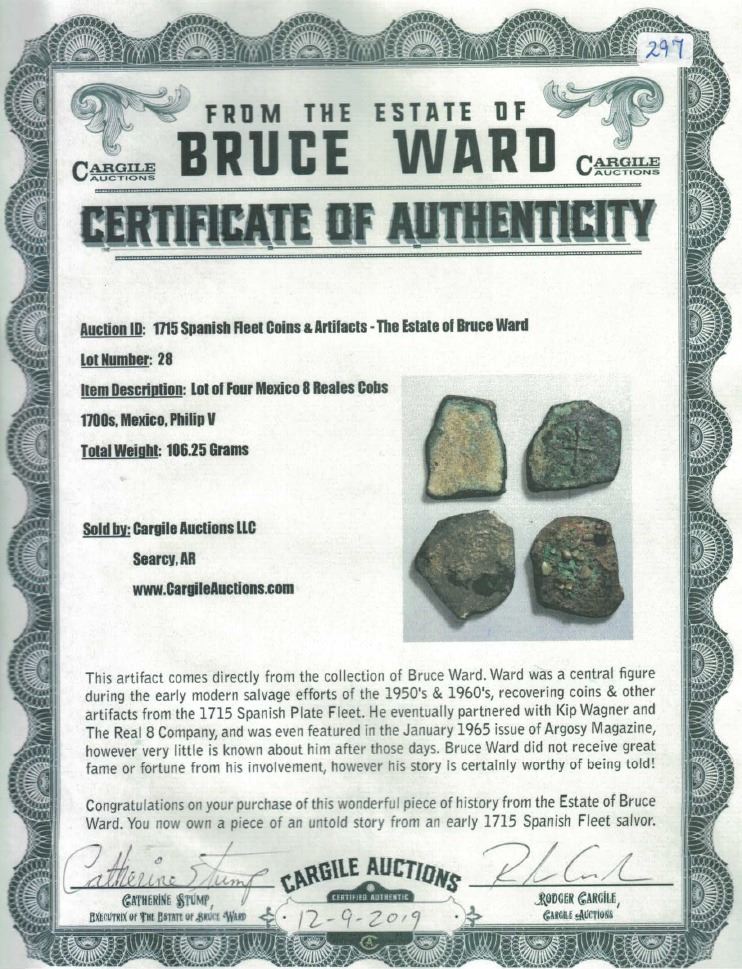 297
FROM THE ESTATE OF
BRUCE WARD
CARGILE AUCTIONS
CARGILE AUCTIONS
CERTIFICATE OF AUTHENTICITY
Auction ID: 1715 Spanish Fleet Coins & Artifacts - The Estate of Bruce Ward
Lot Number: 28
Item Description: Lot of Four Mexico 8 Reales Cobs
1700s, Mexico, Philip V
Total Weight: 106.25 Grams
Sold by: Cargile Auctions LLC
Searcy, AR
www.CargileAuctions.com
This artifact comes directly from the collection of Bruce Ward. Ward was a central figure
during the early modern salvage efforts of the 1950's & 1960's, recovering coins & other
artifacts from the 1715 Spanish Plate Fleet. He eventually partnered with Kip Wagner and
The Real 8 Company, and was even featured in the January 1965 issue of Argosy Magazine,
however very little is known about him after those days. Bruce Ward did not receive great
fame or fortune from his involvement, however his story is certainly worthy of being told!
Congratulations on your purchase of this wonderful piece of history from the Estate of Bruce
Ward. You now own a piece of an untold story from an early 1715 Spanish Fleet salvor.
Catherine Stump
CATHERINE STUMP,
EXECUTRIX OF THE ESTATE OF BRUCE WARD
CARGILE AUCTIONS
CERTIFIED AUTHENTIC
12-9-2019
CA
RODGER CARGILE,
CARGILE AUCTIONS